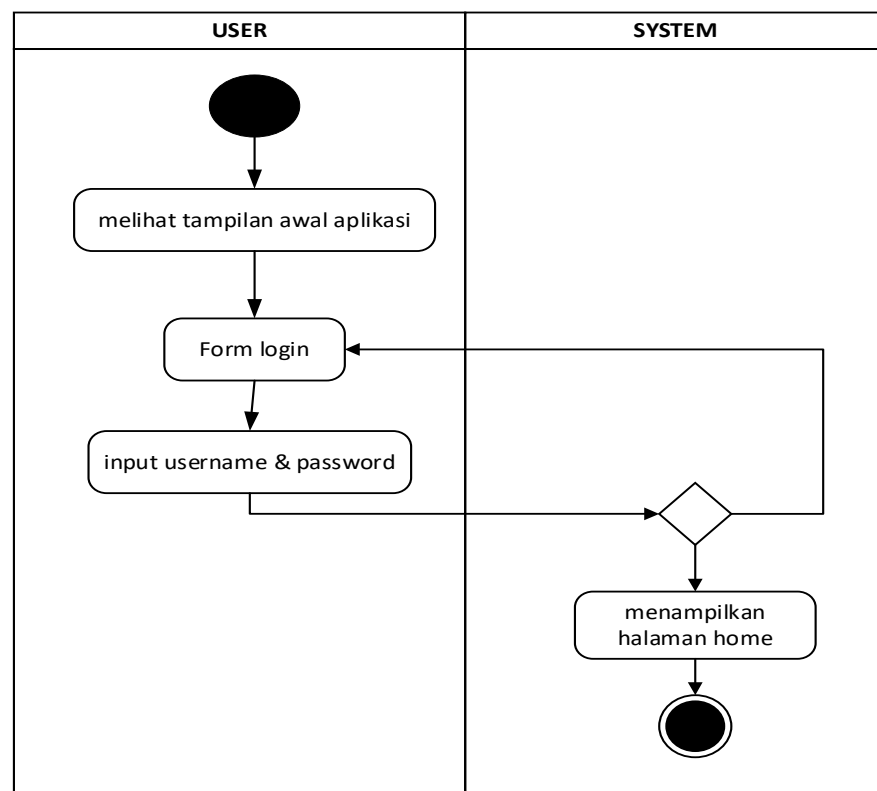 USER
SYSTEM
melihat tampilan awal aplikasi
Form login
input username & password
menampilkan
halaman home